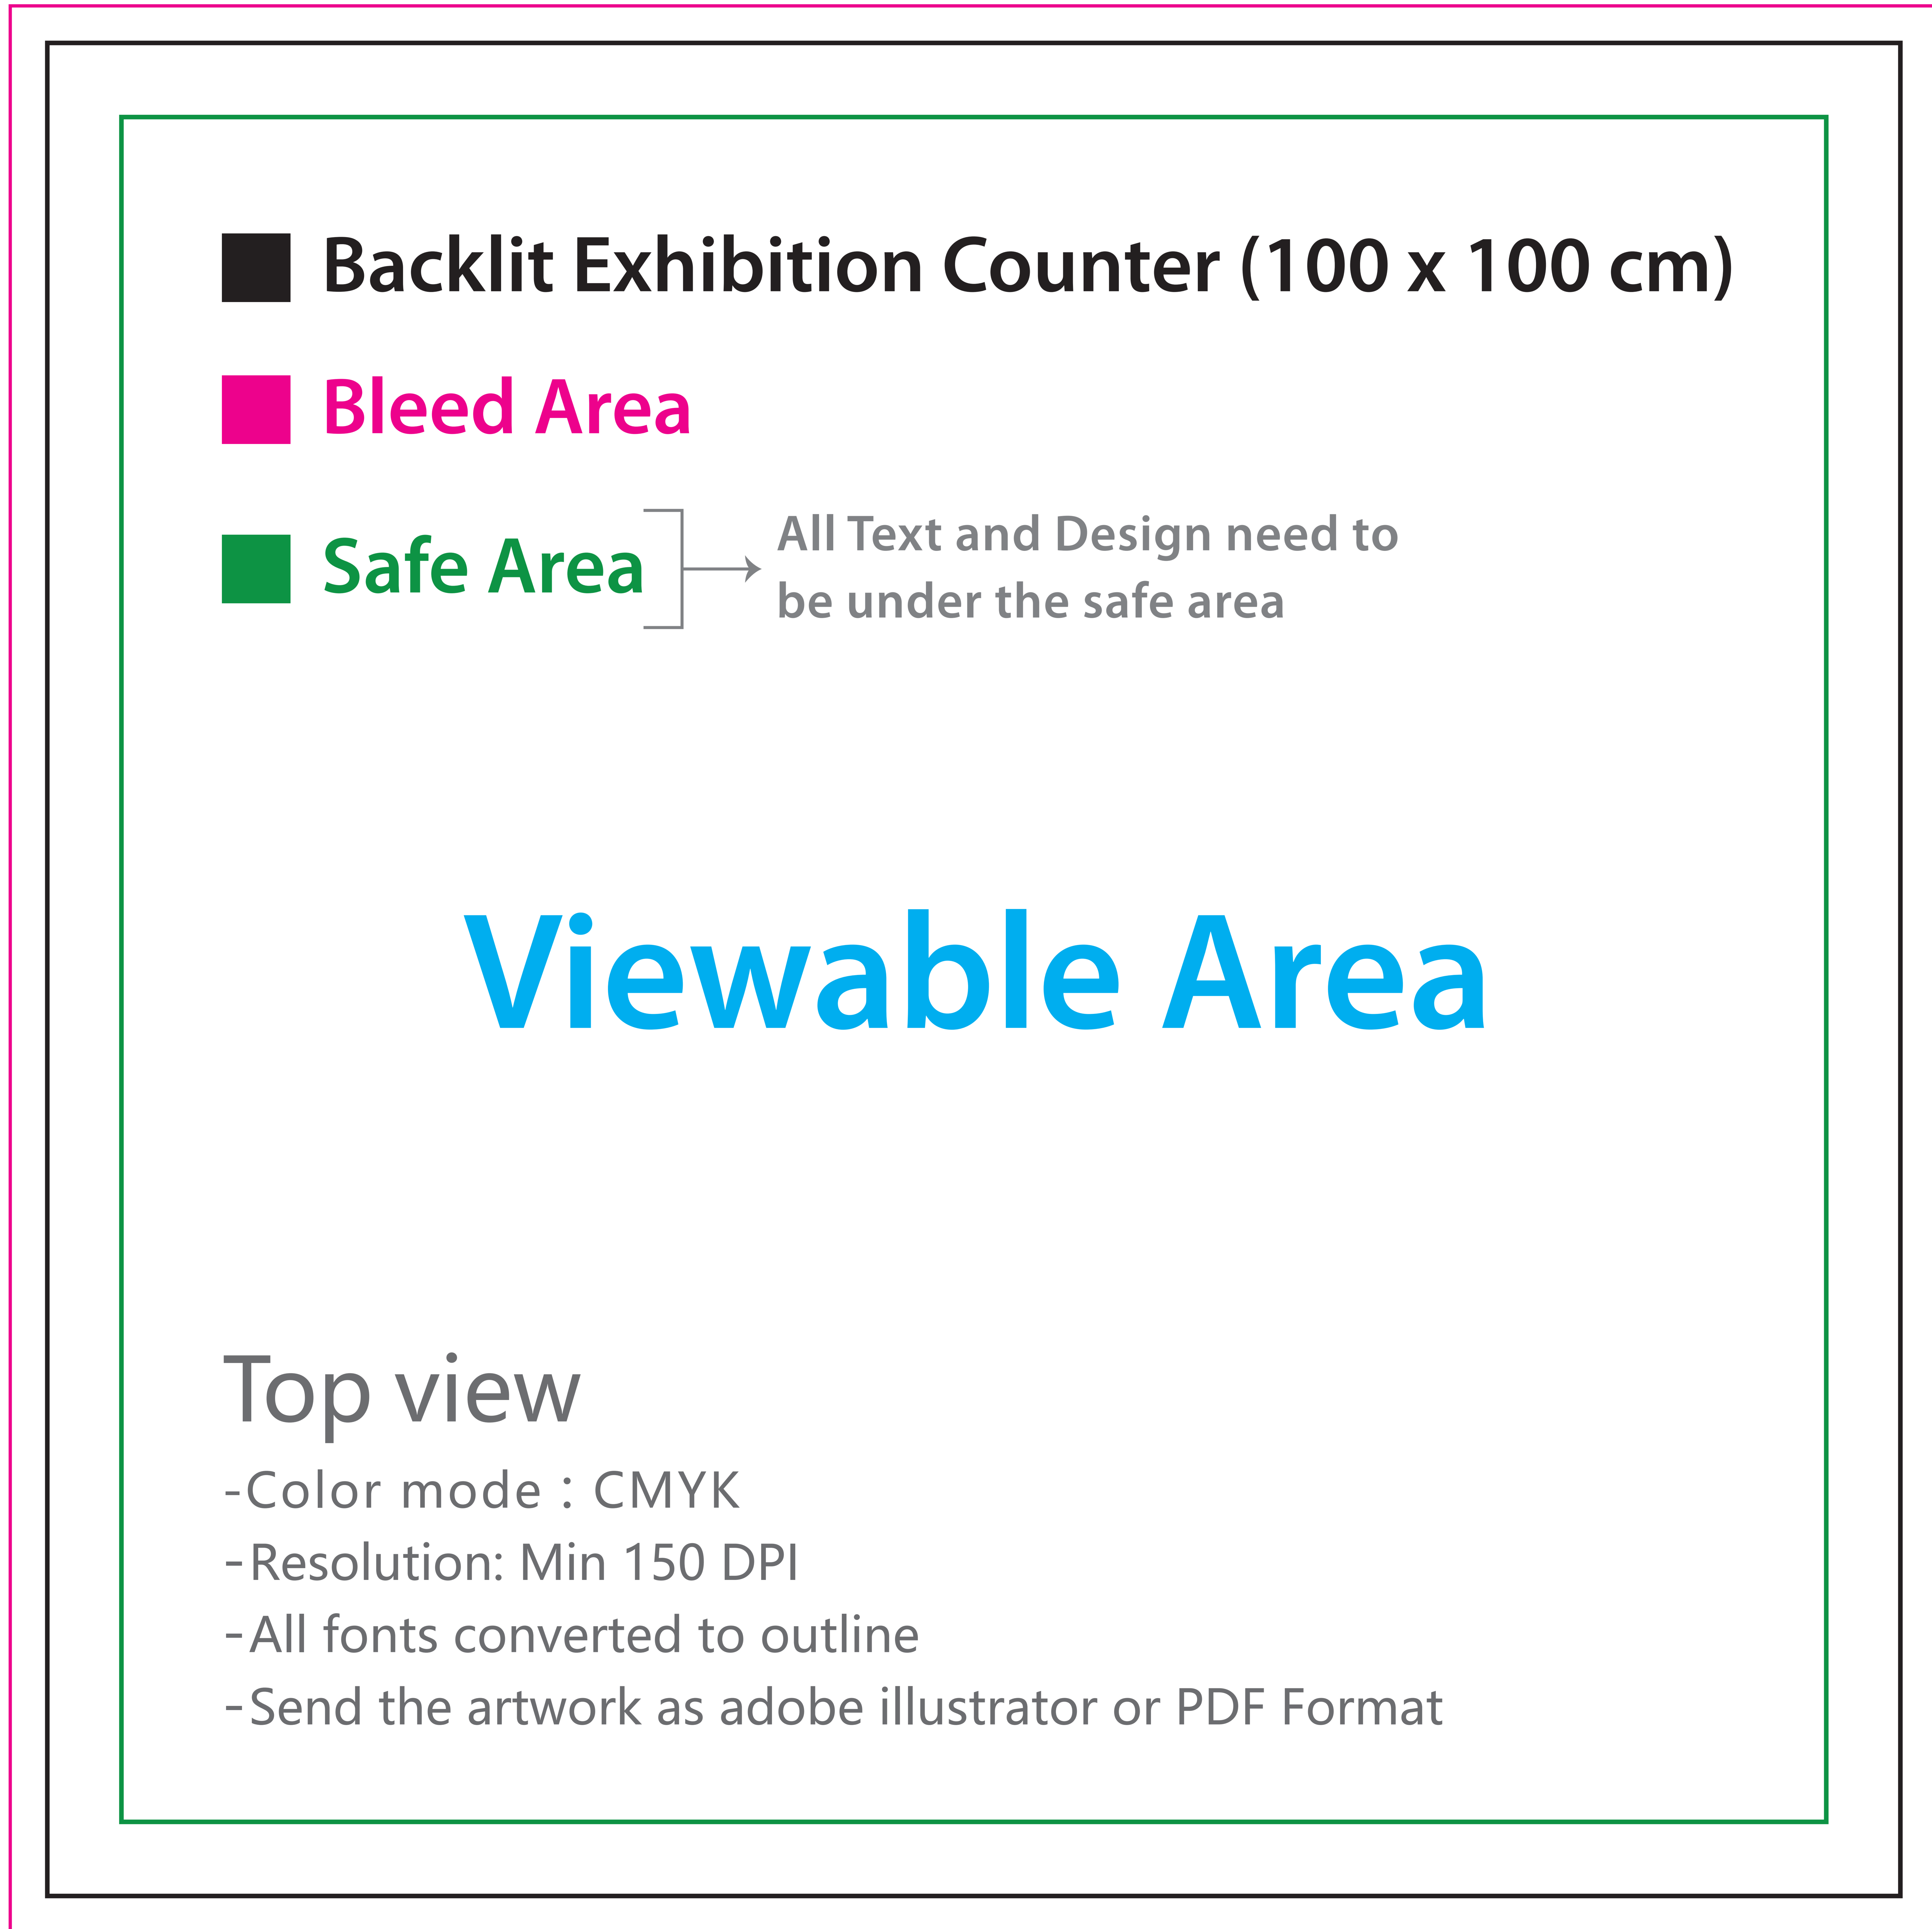 Backlit Exhibition Counter (100 x 100 cm)
Bleed Area
Safe Area
All Text and Design need to
be under the safe area
Viewable Area
Top view
-Color mode : CMYK
-Resolution: Min 150 DPI
-All fonts converted to outline
-Send the artwork as adobe illustrator or PDF Format